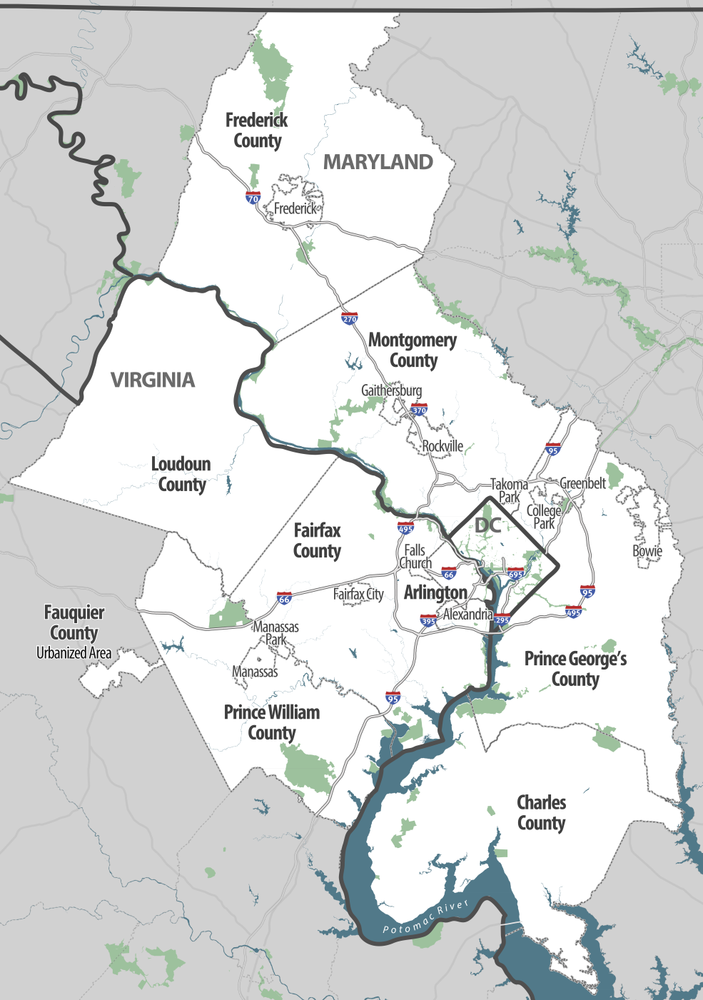 Frederick
County
MARYLAND
70
Frederick
270
Montgomery
County
VIRGINIA
Gaithersburg
370
Rockville
95
Loudoun
County
Takoma
Park
Greenbelt
College
Park
DC
495
Fairfax
County
Bowie
Falls
Church
66
695
Arlington
Fairfax City
66
95
495
Alexandria
395
295
Fauquier
County
Urbanized Area
Manassas
Park
Manassas
Prince George's
County
95
Prince William
County
Charles
County
Potomac River